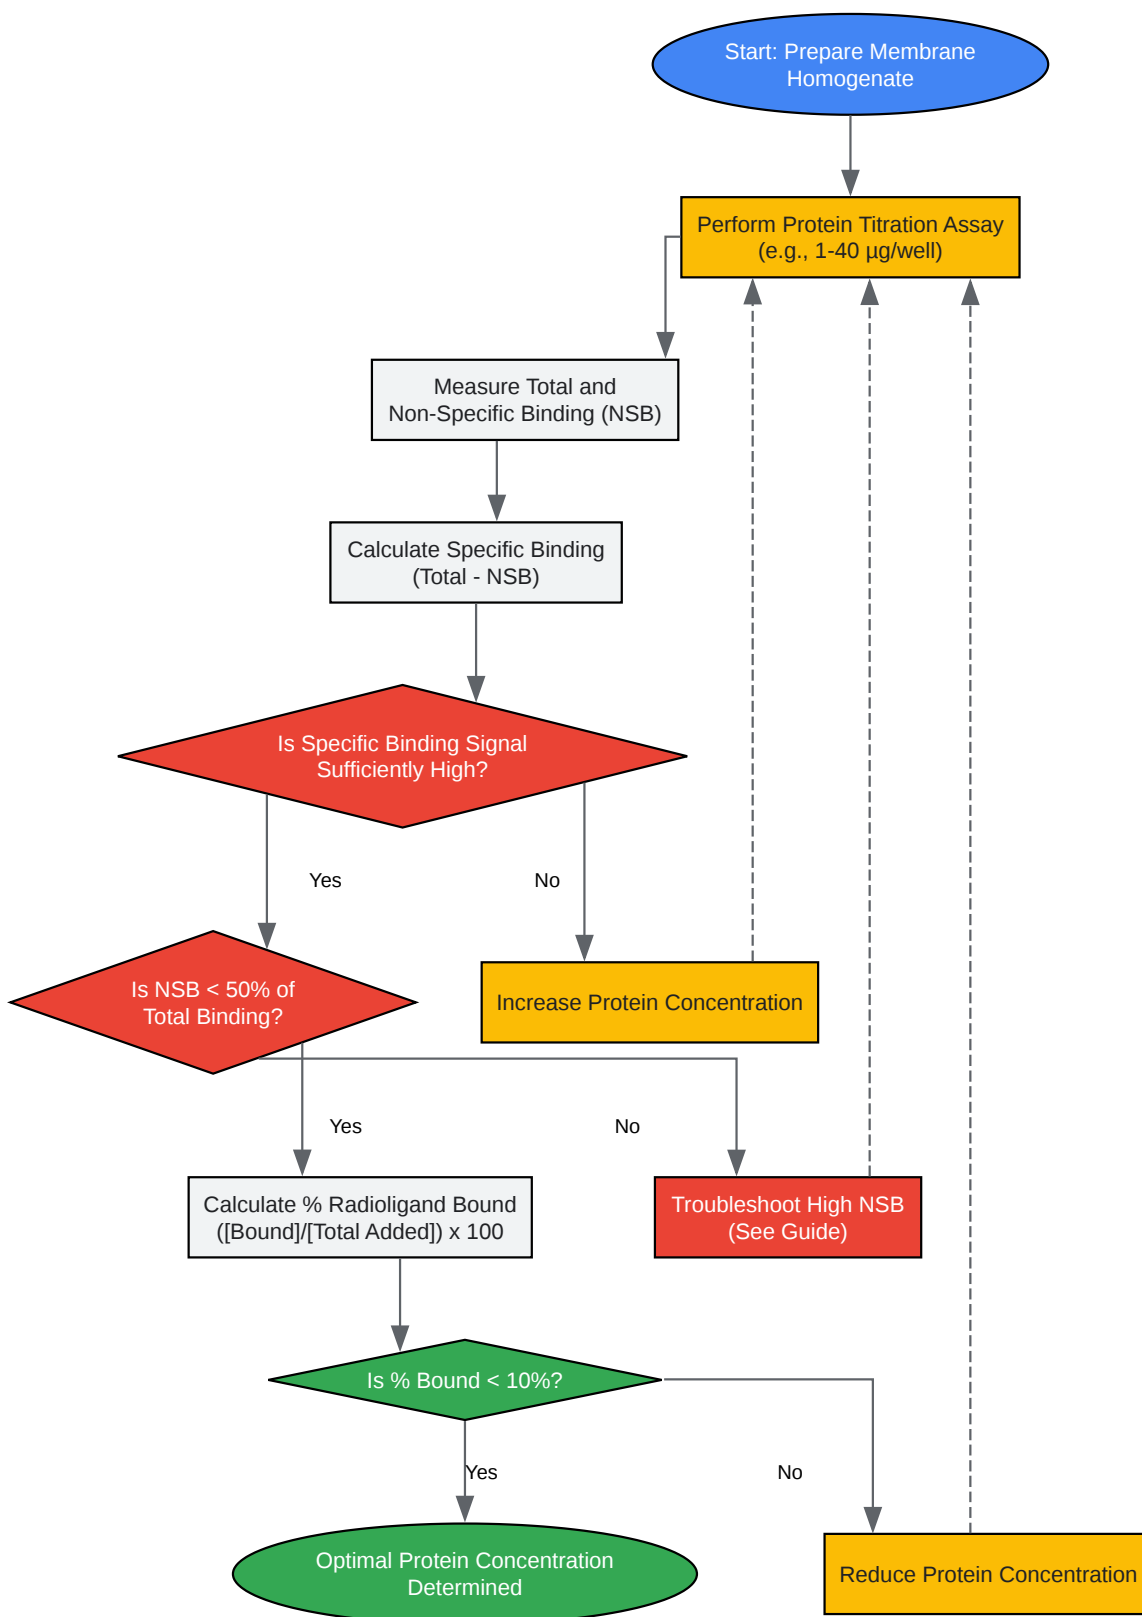 Start: Prepare Membrane
Homogenate
Perform Protein Titration Assay
(e.g., 1-40 µg/well)
Measure Total and
Non-Specific Binding (NSB)
Calculate Specific Binding
(Total - NSB)
Is Specific Binding Signal
Sufficiently High?
Yes
No
Is NSB < 50% of
Total Binding?
Increase Protein Concentration
Yes
No
Calculate % Radioligand Bound
([Bound]/[Total Added]) x 100
Troubleshoot High NSB
(See Guide)
Is % Bound < 10%?
Yes
No
Optimal Protein Concentration
Determined
Reduce Protein Concentration